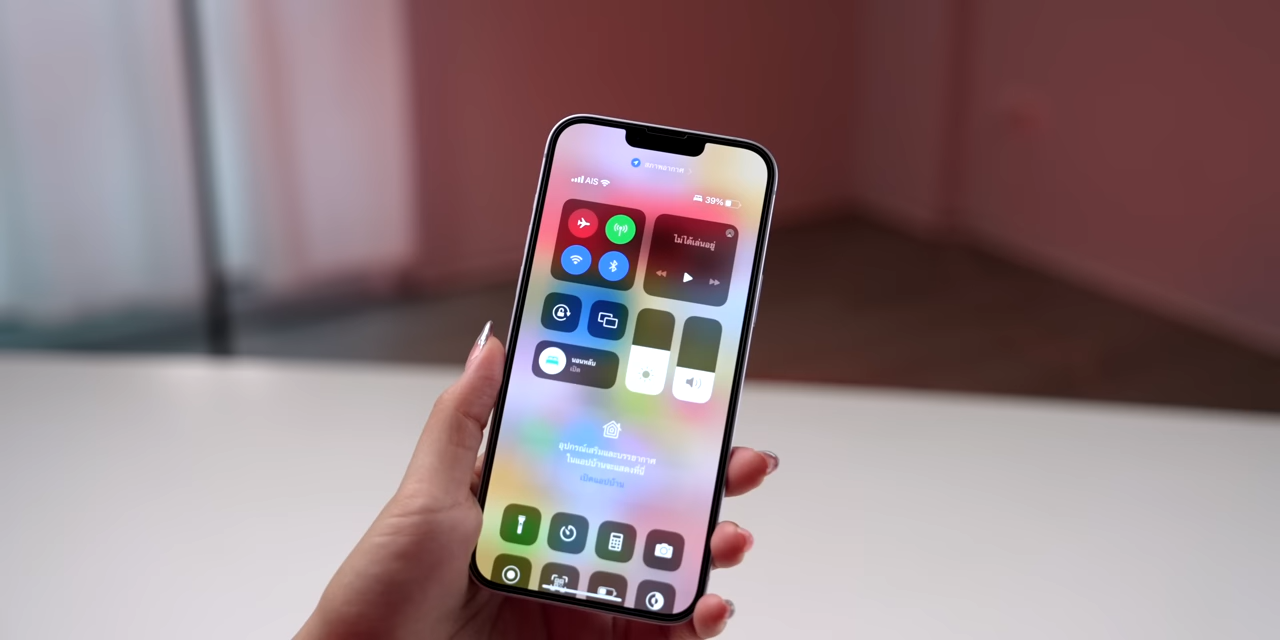 สภาพอากาศ
AIS
39%
ไม่ได้เล่นอยู่
นอนหลับ
เปิด
อุปกรณ์เสริมและบรรยากาศ
ในแอปบ้านจะแสดงที่นี่
เปิดแอปบ้าน